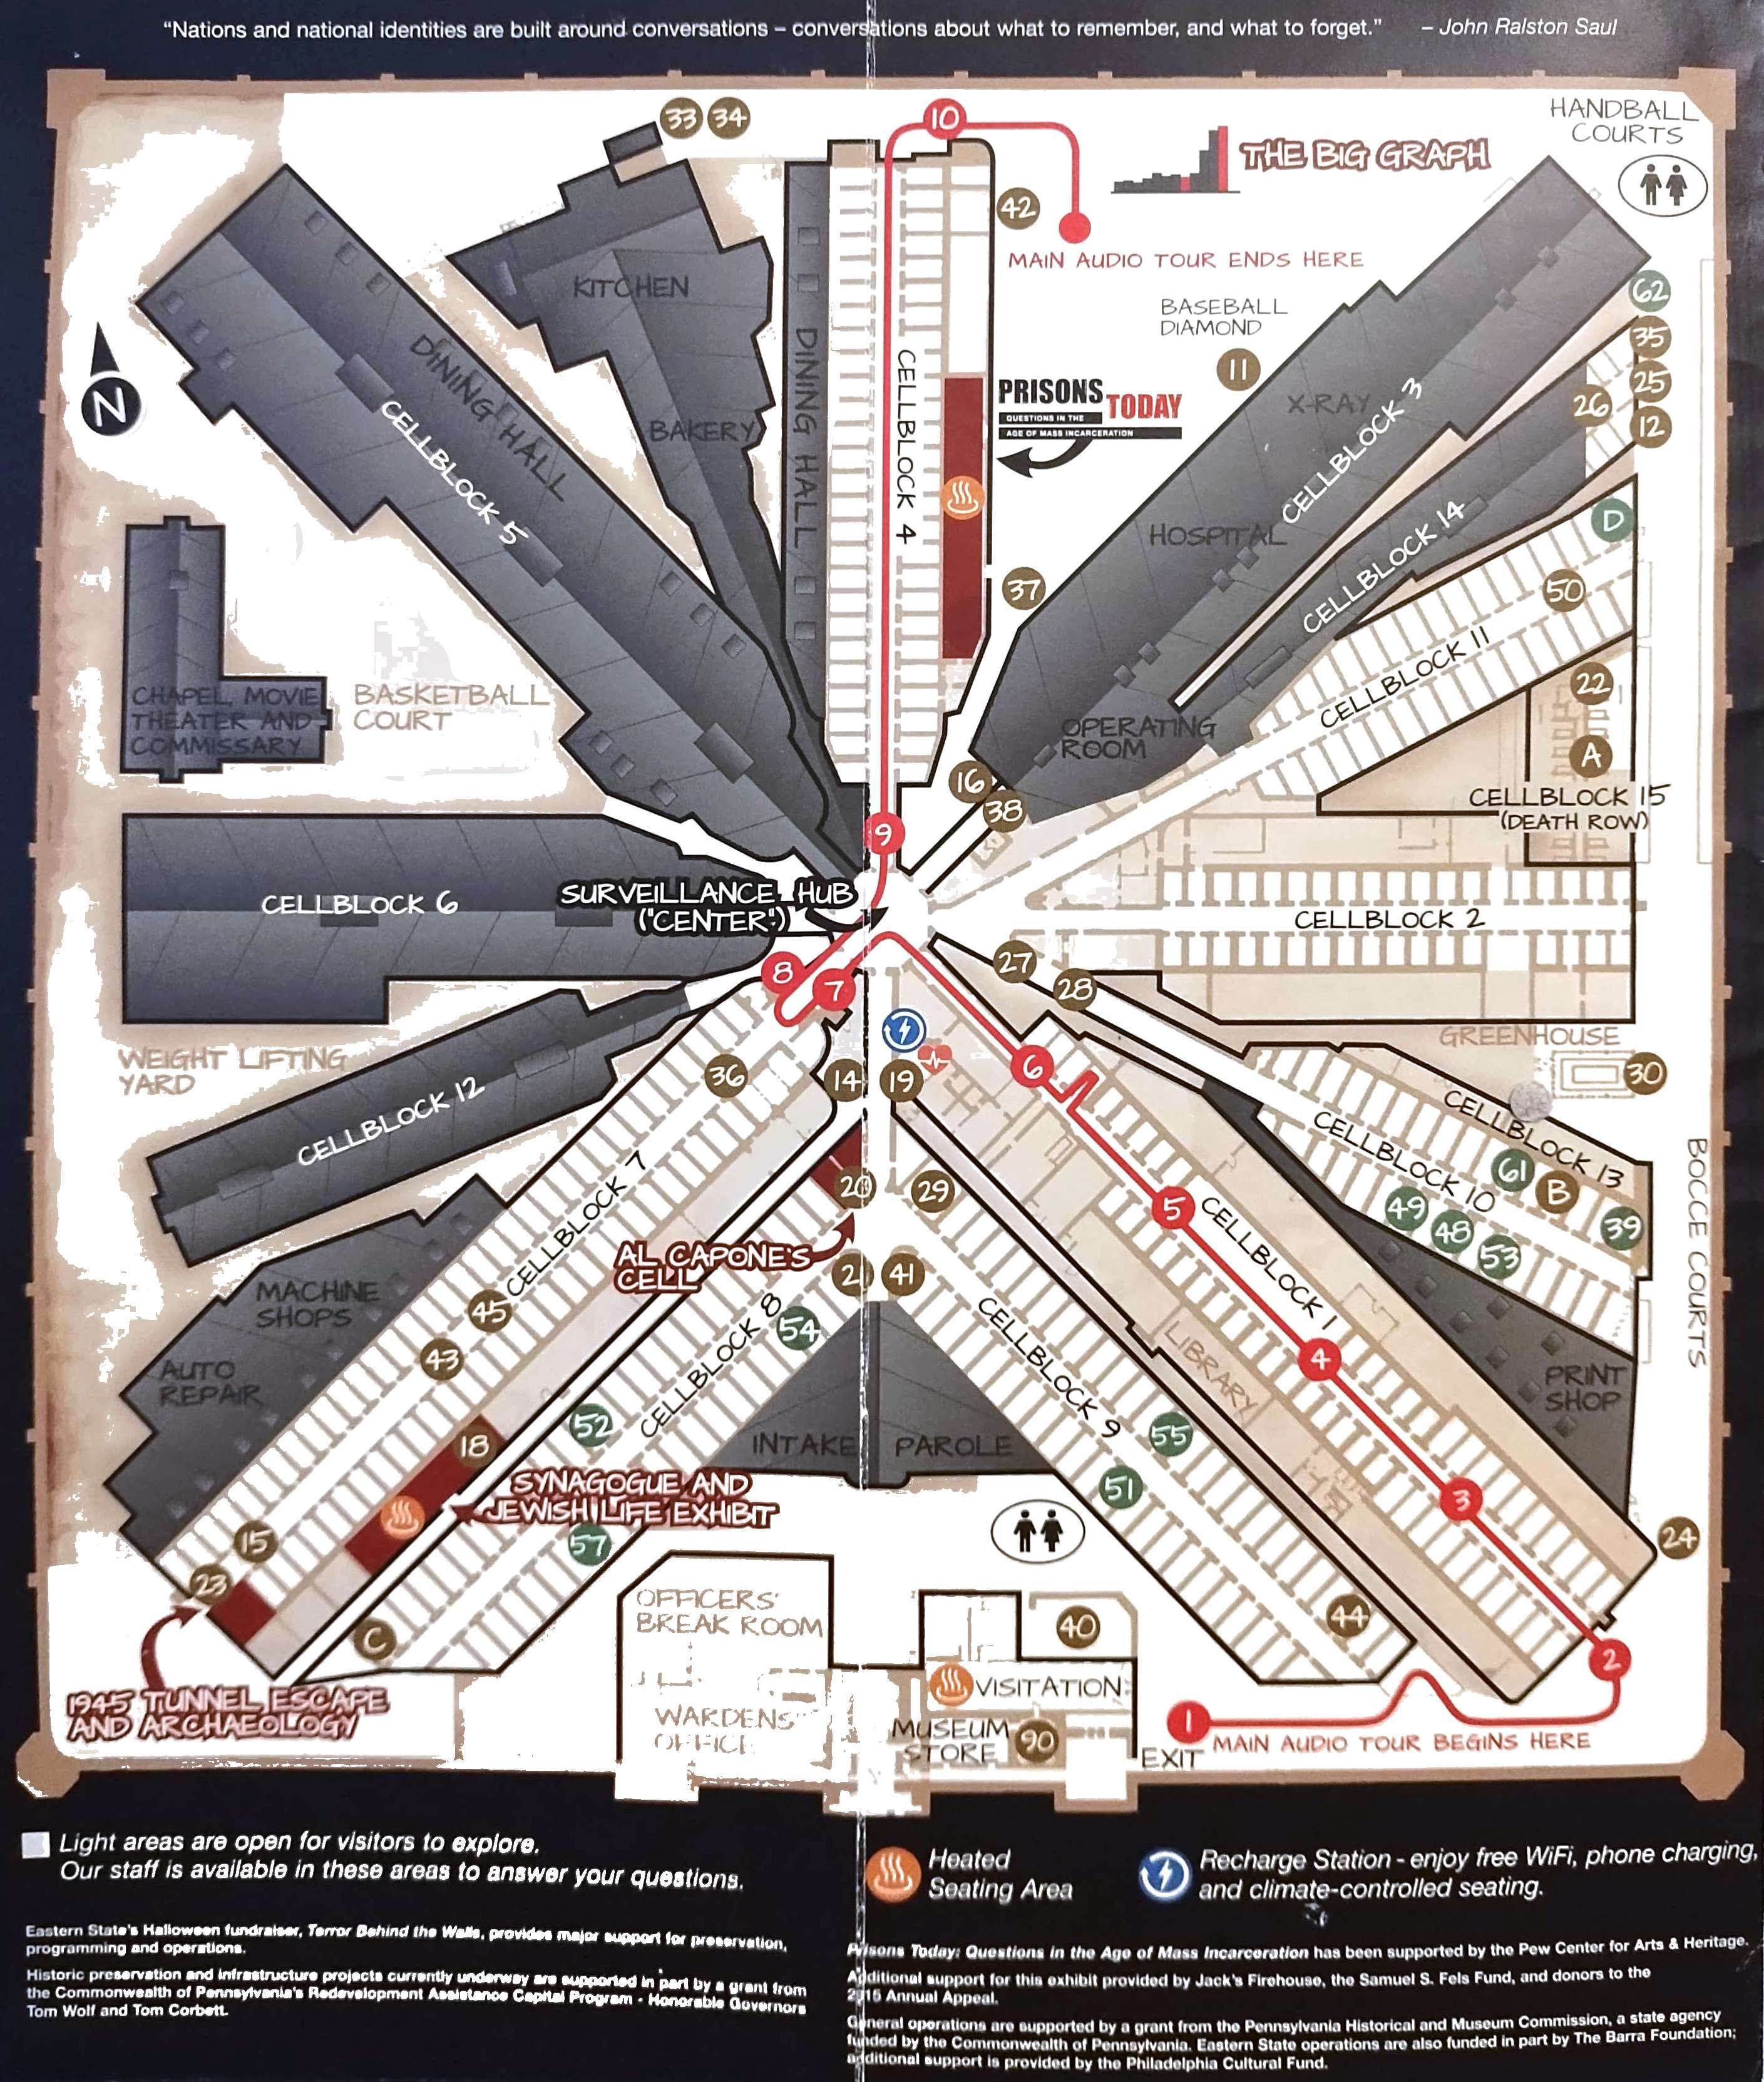 “Nations and national identities are built around conversations – conversations about what to remember, and what to forget.” – John Ralston Saul
HANDBALL
COURTS
33 34
10
THE BIG GRAPH
42
MAIN AUDIO TOUR ENDS HERE
KITCHEN
BASEBALL
DIAMOND
62
35
11
25
26
12
N
DINING HALL
CELLBLOCK 5
BAKERY
DINING HALL
CELLBLOCK 4
PRISONS TODAY
QUESTIONS IN THE
AGE OF MASS INCARCERATION
X-RAY
CELLBLOCK 3
HOSPITAL
CELLBLOCK 14
D
37
50
CELLBLOCK 11
22
CHAPEL, MOVIE
THEATER AND
COMMISSARY
BASKETBALL
COURT
OPERATING
ROOM
A
16
38
CELLBLOCK 15
(DEATH ROW)
9
CELLBLOCK 6
SURVEILLANCE HUB
("CENTER")
CELLBLOCK 2
8
7
27
28
GREENHOUSE
30
WEIGHT LIFTING
YARD
CELLBLOCK 12
36
14
19
6
CELLBLOCK 13
CELLBLOCK 10
61
B
49
48
53
39
BOCCE COURTS
CELLBLOCK 7
20
29
5
CELLBLOCK 1
AL CAPONE'S
CELL
21
41
MACHINE
SHOPS
45
43
CELLBLOCK 8
54
CELLBLOCK 9
LIBRARY
4
AUTO
REPAIR
PRINT
SHOP
52
55
18
INTAKE
PAROLE
51
3
SYNAGOGUE AND
JEWISH LIFE EXHIBIT
15
57
24
23
OFFICERS'
BREAK ROOM
40
44
C
2
1945 TUNNEL ESCAPE
AND ARCHAEOLOGY
WARDENS'
OFFICE
VISITATION
MUSEUM
STORE
90
1
EXIT
MAIN AUDIO TOUR BEGINS HERE
Light areas are open for visitors to explore.
Our staff is available in these areas to answer your questions.
Heated
Seating Area
Recharge Station - enjoy free WiFi, phone charging,
and climate-controlled seating.
Eastern State's Halloween fundraiser, Terror Behind the Walls, provides major support for preservation,
programming and operations.
Historic preservation and infrastructure projects currently underway are supported in part by a grant from
the Commonwealth of Pennsylvania's Redevelopment Assistance Capital Program - Honorable Governors
Tom Wolf and Tom Corbett.
Prisons Today: Questions in the Age of Mass Incarceration has been supported by the Pew Center for Arts & Heritage.
Additional support for this exhibit provided by Jack's Firehouse, the Samuel S. Fels Fund, and donors to the
2015 Annual Appeal.
General operations are supported by a grant from the Pennsylvania Historical and Museum Commission, a state agency
funded by the Commonwealth of Pennsylvania. Eastern State operations are also funded in part by The Barra Foundation;
additional support is provided by the Philadelphia Cultural Fund.